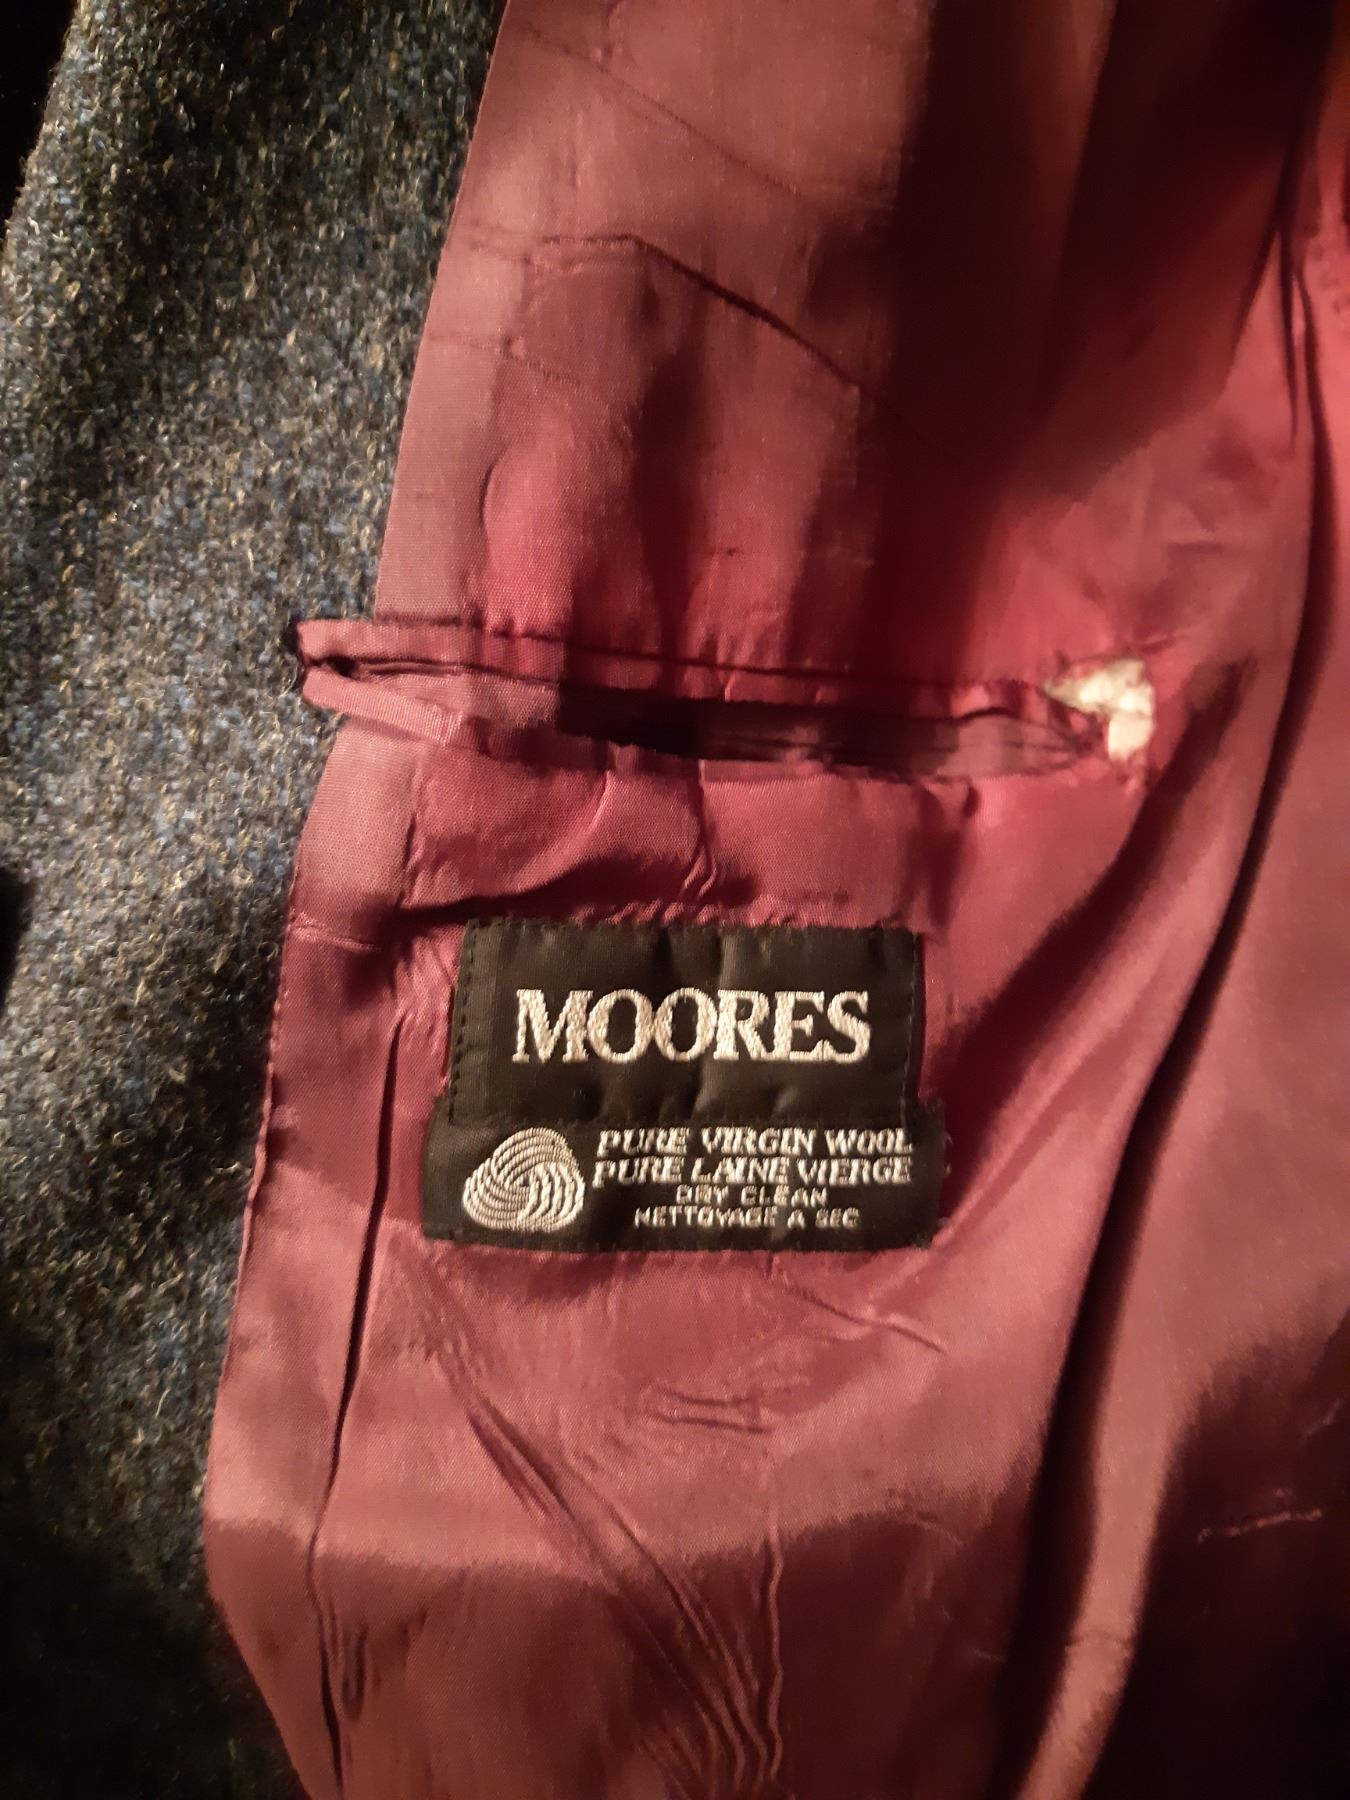 MOORES
PURE VIRGIN WOOL
PURE LAINE VIERGE
DRY CLEAN
NETTOYAGE A SEC